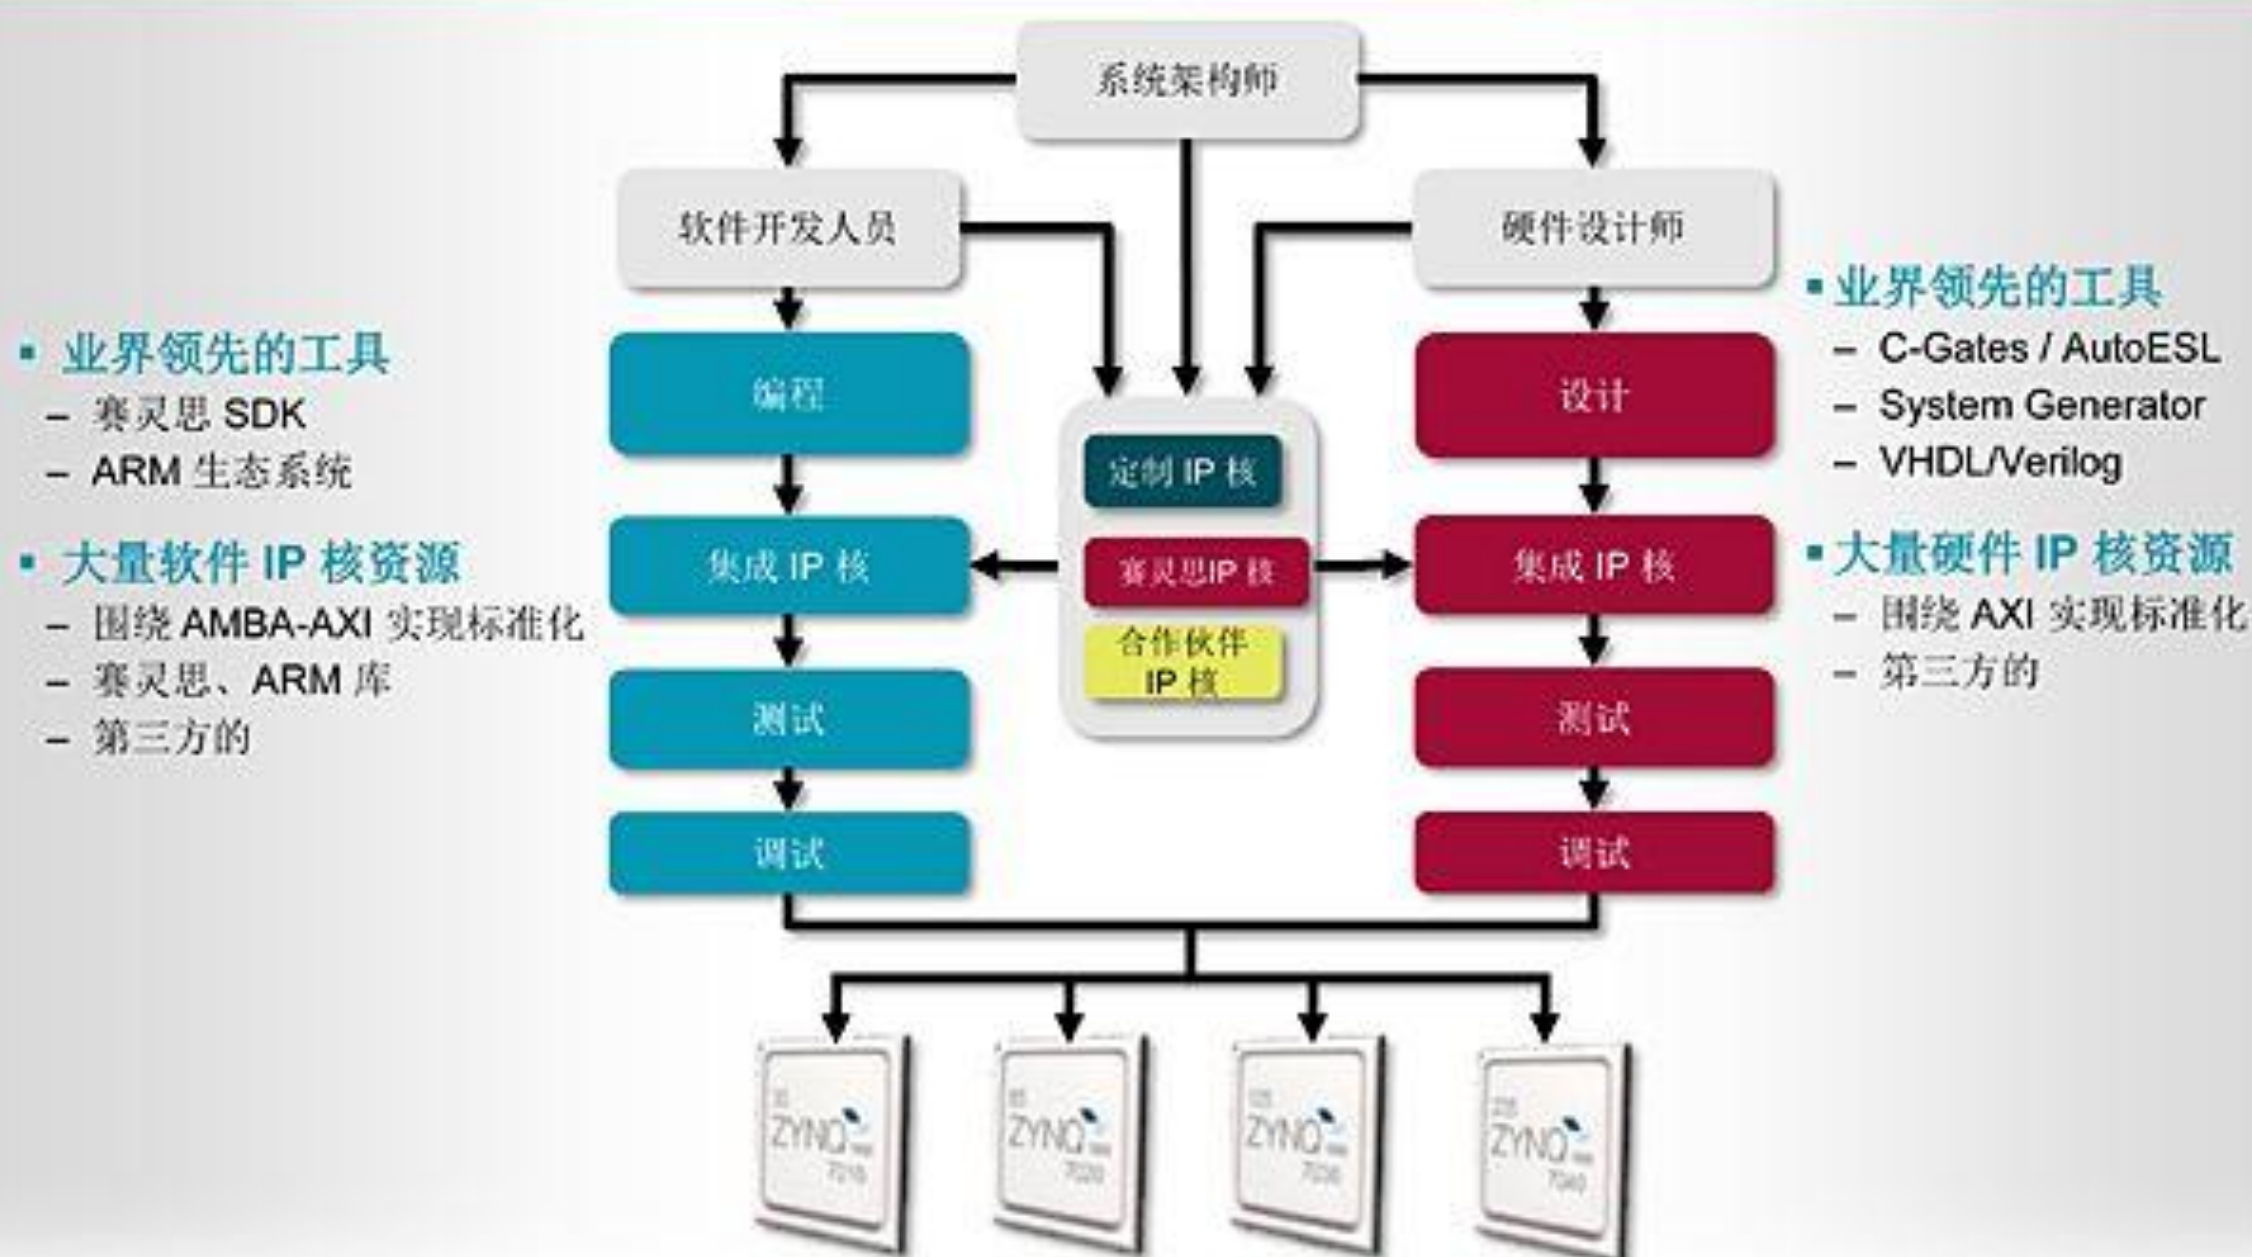 系统架构师
软件开发人员
硬件设计师
▪ 业界领先的工具
– 赛灵思 SDK
– ARM 生态系统
▪ 大量软件 IP 核资源
– 围绕 AMBA-AXI 实现标准化
– 赛灵思、ARM 库
– 第三方的
编程
集成 IP 核
测试
调试
定制 IP 核
赛灵思IP 核
合作伙伴
IP 核
设计
集成 IP 核
测试
调试
▪ 业界领先的工具
– C-Gates / AutoESL
– System Generator
– VHDL/Verilog
▪ 大量硬件 IP 核资源
– 围绕 AXI 实现标准化
– 第三方的
ZYNQ
7010
ZYNQ
7020
ZYNQ
7030
ZYNQ
7040